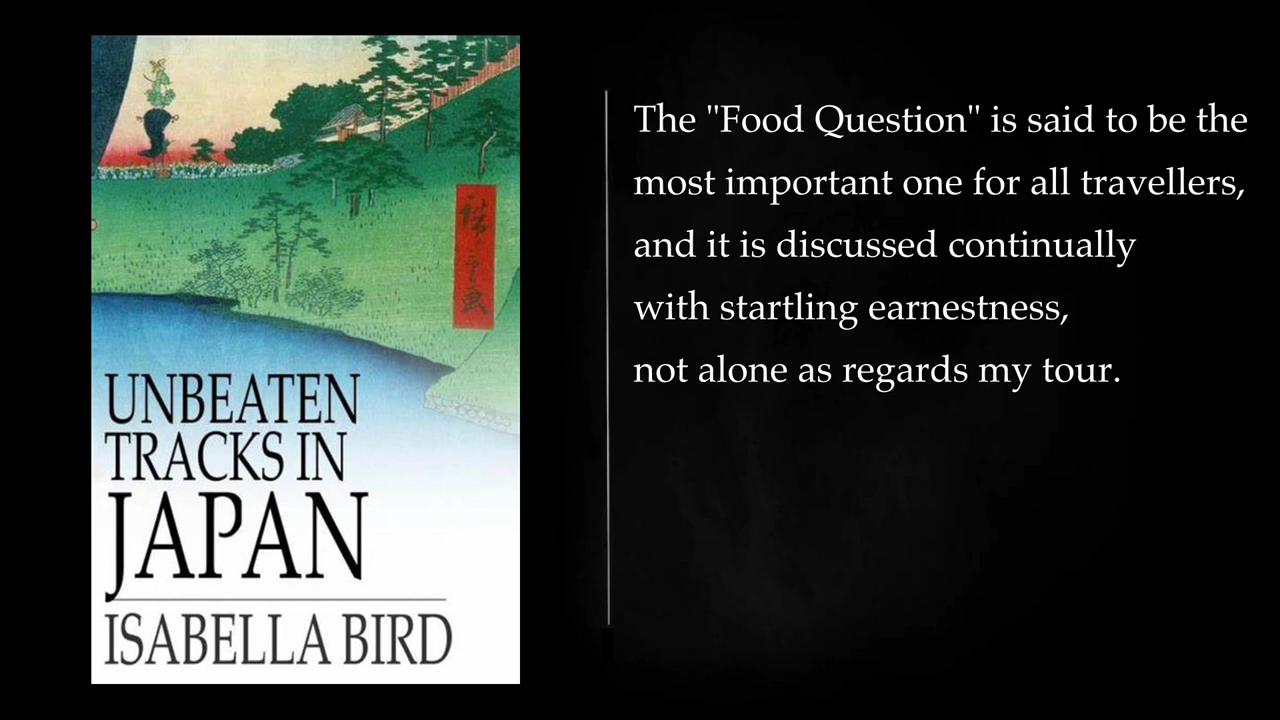 UNBEATEN
TRACKS IN
JAPAN
ISABELLA BIRD
The "Food Question" is said to be the
most important one for all travellers,
and it is discussed continually
with startling earnestness,
not alone as regards my tour.